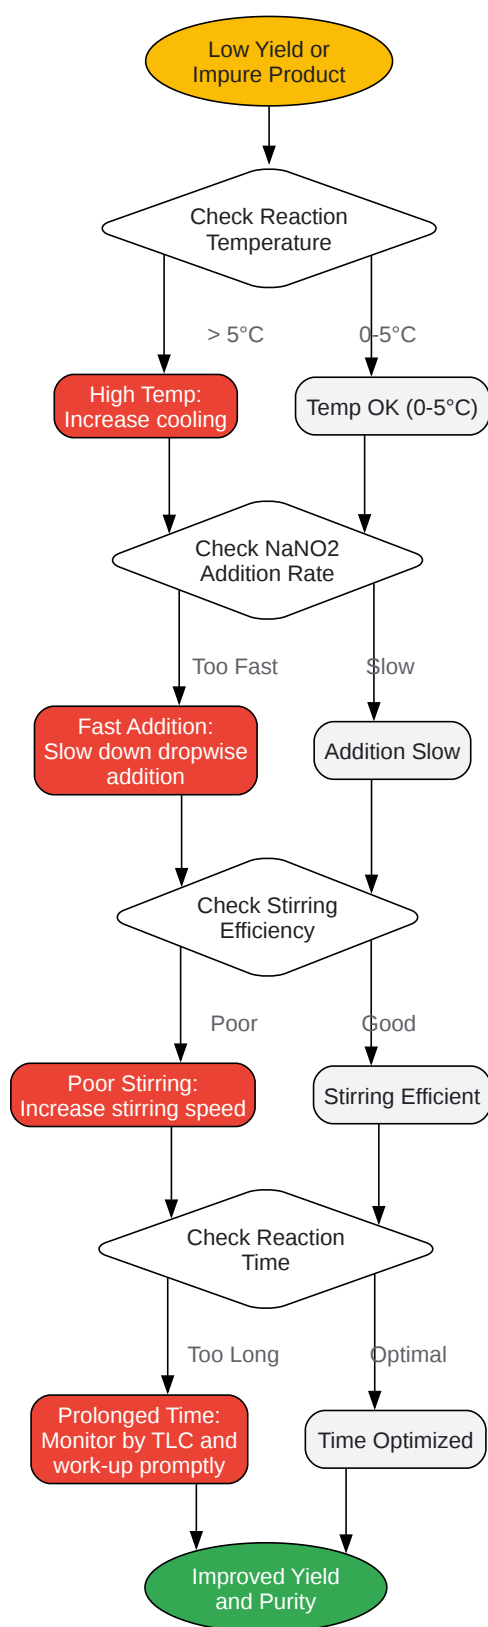 Low Yield or
Impure Product
Check Reaction
Temperature
> 5°C
0-5°C
High Temp:
Increase cooling
Temp OK (0-5°C)
Check NaNO2
Addition Rate
Too Fast
Slow
Fast Addition:
Slow down dropwise
addition
Addition Slow
Check Stirring
Efficiency
Poor
Good
Poor Stirring:
Increase stirring speed
Stirring Efficient
Check Reaction
Time
Too Long
Optimal
Prolonged Time:
Monitor by TLC and
work-up promptly
Time Optimized
Improved Yield
and Purity